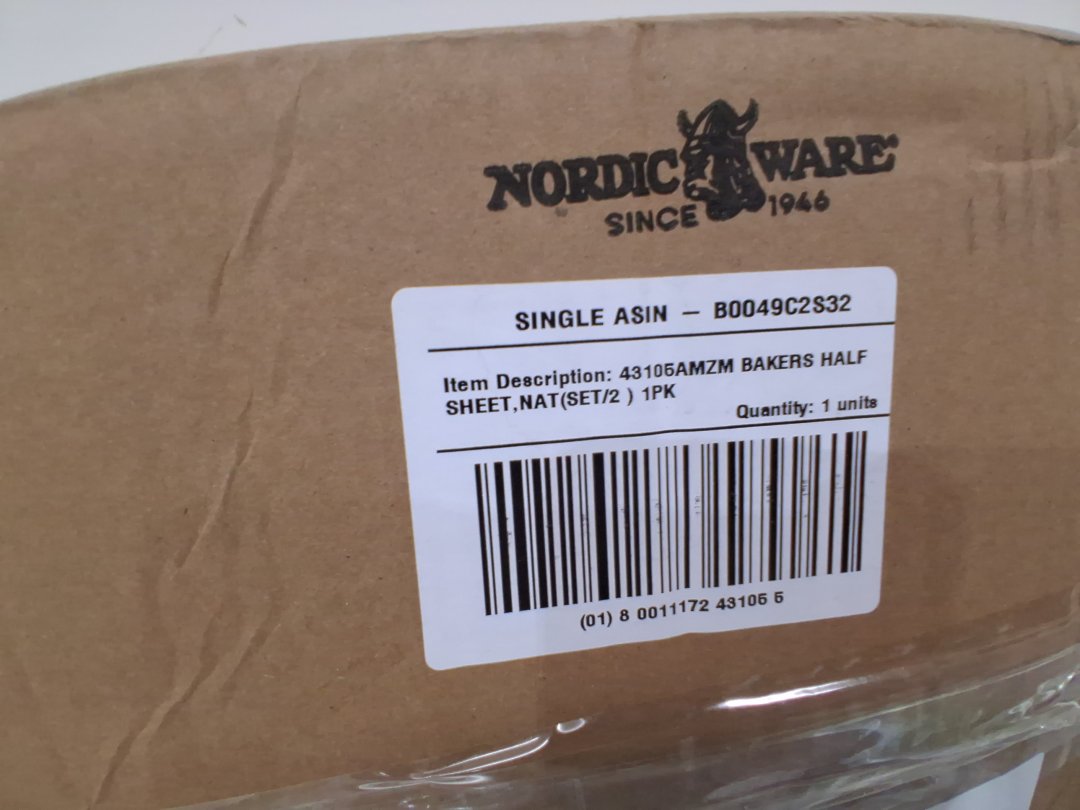 NORDIC WARE
SINCE 1946
SINGLE ASIN — B0049C2S32
Item Description: 43105AMZM BAKERS HALF
SHEET,NAT(SET/2 ) 1PK
Quantity: 1 units
(01) 8 0011172 43105 5